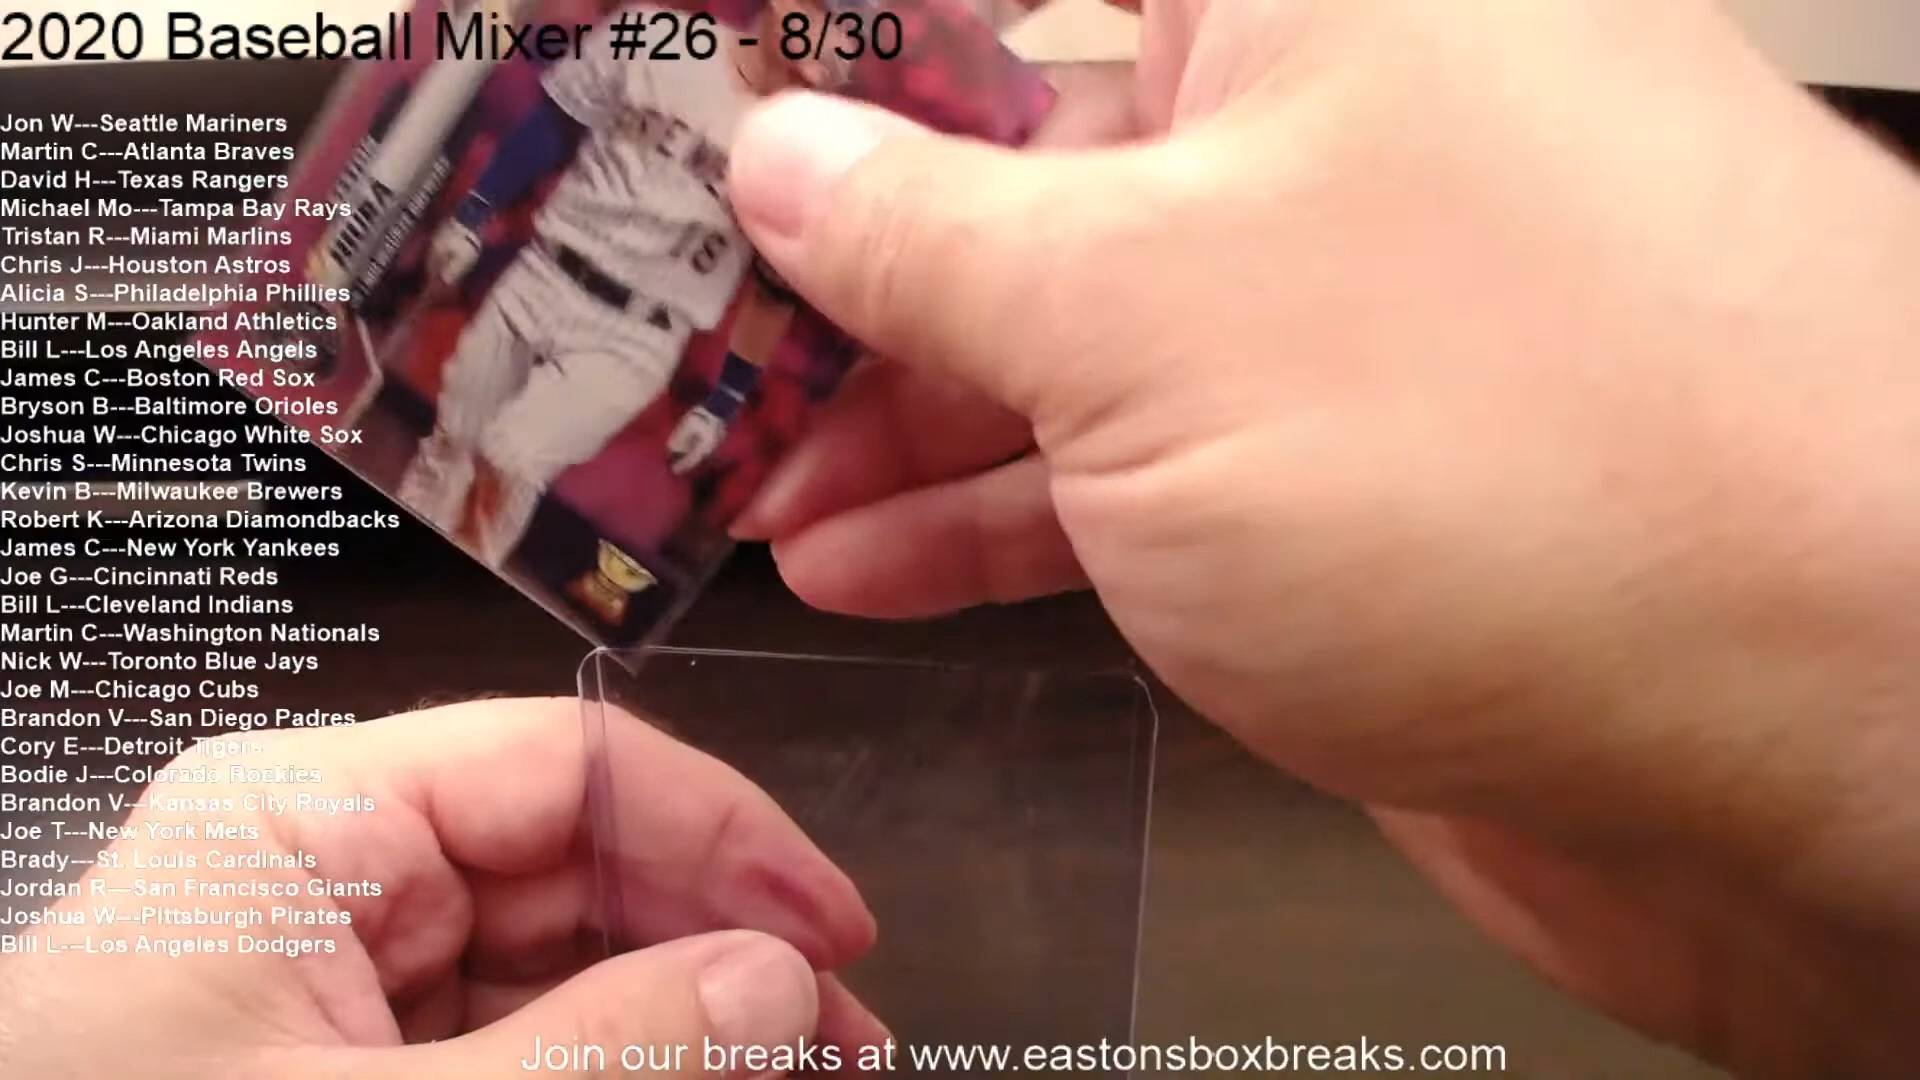 2020 Baseball Mixer #26 - 8/30
Jon W---Seattle Mariners
Martin C---Atlanta Braves
David H---Texas Rangers
Michael Mo---Tampa Bay Rays
Tristan R---Miami Marlins
Chris J---Houston Astros
Alicia S---Philadelphia Phillies
Hunter M---Oakland Athletics
Bill L---Los Angeles Angels
James C---Boston Red Sox
Bryson B---Baltimore Orioles
Joshua W---Chicago White Sox
Chris S---Minnesota Twins
Kevin B---Milwaukee Brewers
Robert K---Arizona Diamondbacks
James C---New York Yankees
Joe G---Cincinnati Reds
Bill L---Cleveland Indians
Martin C---Washington Nationals
Nick W---Toronto Blue Jays
Joe M---Chicago Cubs
Brandon V---San Diego Padres
Cory E---Detroit Tigers
Bodie J---Colorado Rockies
Brandon V---Kansas City Royals
Joe T---New York Mets
Brady---St. Louis Cardinals
Jordan R---San Francisco Giants
Joshua W---Pittsburgh Pirates
Bill L---Los Angeles Dodgers
HIURA
MILWAUKEE BREWERS
18
Join our breaks at www.eastonsboxbreaks.com